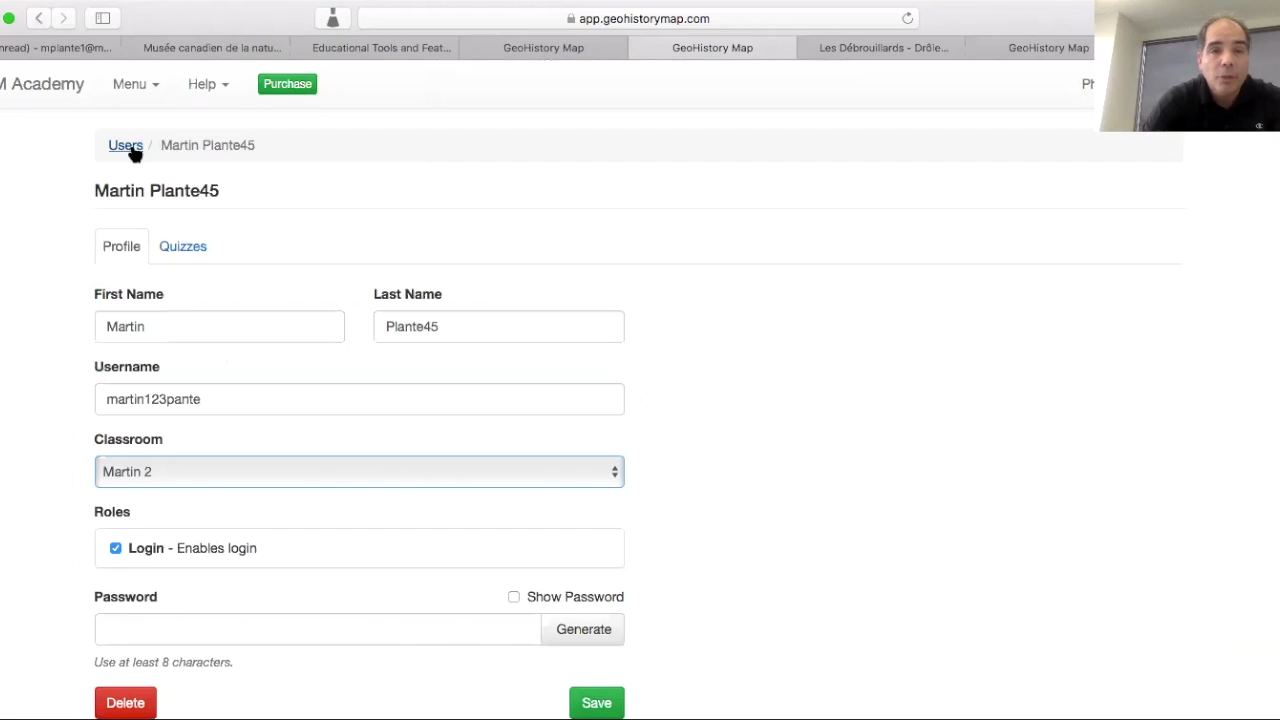 app.geohistorymap.com
nread) - mplante1@m... Musée canadien de la natu... Educational Tools and Feat... GeoHistory Map GeoHistory Map Les Débrouillards - Drôle... GeoHistory Map
M Academy Menu Help Purchase
Users / Martin Plante45
Martin Plante45
Profile Quizzes
First Name Last Name
Martin Plante45
Username
martin123pante
Classroom
Martin 2
Roles
Login - Enables login
Password Show Password
Generate
Use at least 8 characters.
Delete Save